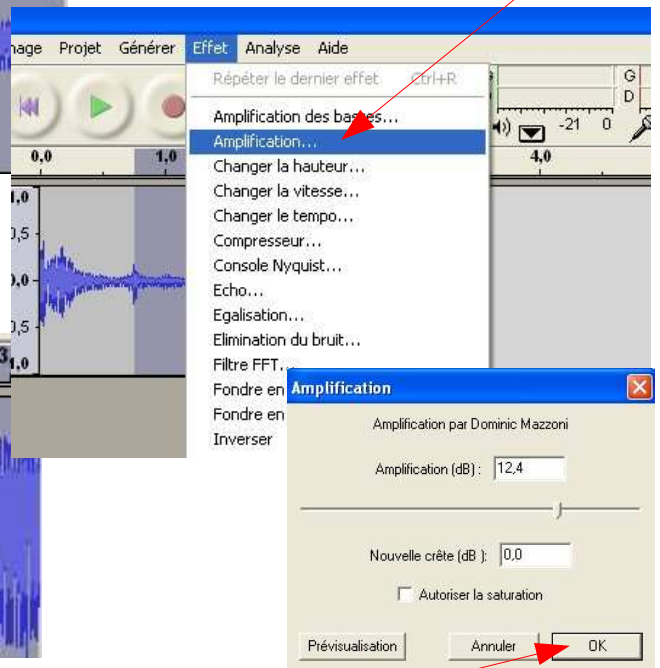 nage Projet Générer Effet Analyse Aide
Répéter le dernier effet Ctrl+R
Amplification des basses...
Amplification...
Changer la hauteur...
Changer la vitesse...
Changer le tempo...
Compresseur...
Console Nyquist...
Echo...
Egalisation...
Elimination du bruit...
Filtre FFT...
Fondre en
Fondre en
Inverser
G
D
-21 0
0,0 1,0 4,0
1,0
0,5
0,0
0,5
1,0
3
Amplification
Amplification par Dominic Mazzoni
Amplification (dB) : 12,4
Nouvelle crête (dB ): 0,0
Autoriser la saturation
Prévisualisation Annuler OK